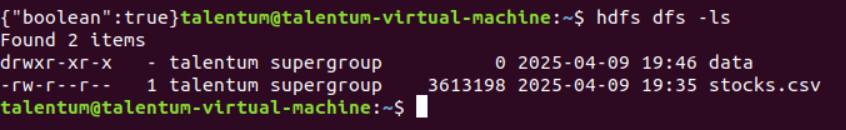 {"boolean":true}talentum@talentum-virtual-machine:~$ hdfs dfs -ls
Found 2 items
drwxr-xr-x   - talentum supergroup          0 2025-04-09 19:46 data
-rw-r--r--   1 talentum supergroup    3613198 2025-04-09 19:35 stocks.csv
talentum@talentum-virtual-machine:~$